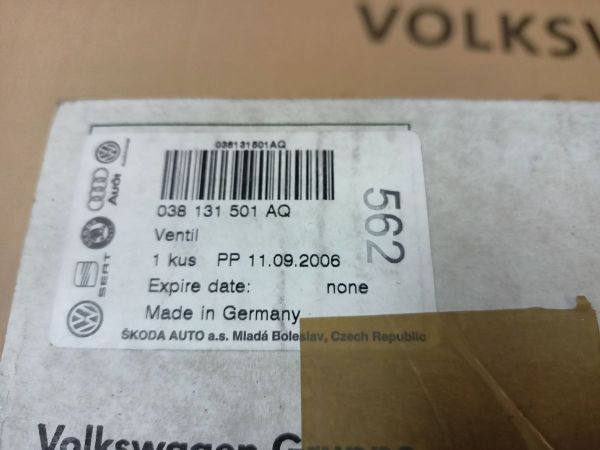 VOLKSW
038131501AQ
038 131 501 AQ
562
Ventil
1 kus PP 11.09.2006
Expire date: none
Made in Germany
ŠKODA AUTO a.s. Mladá Boleslav, Czech Republic
Audi
SEAT
Volkswagen